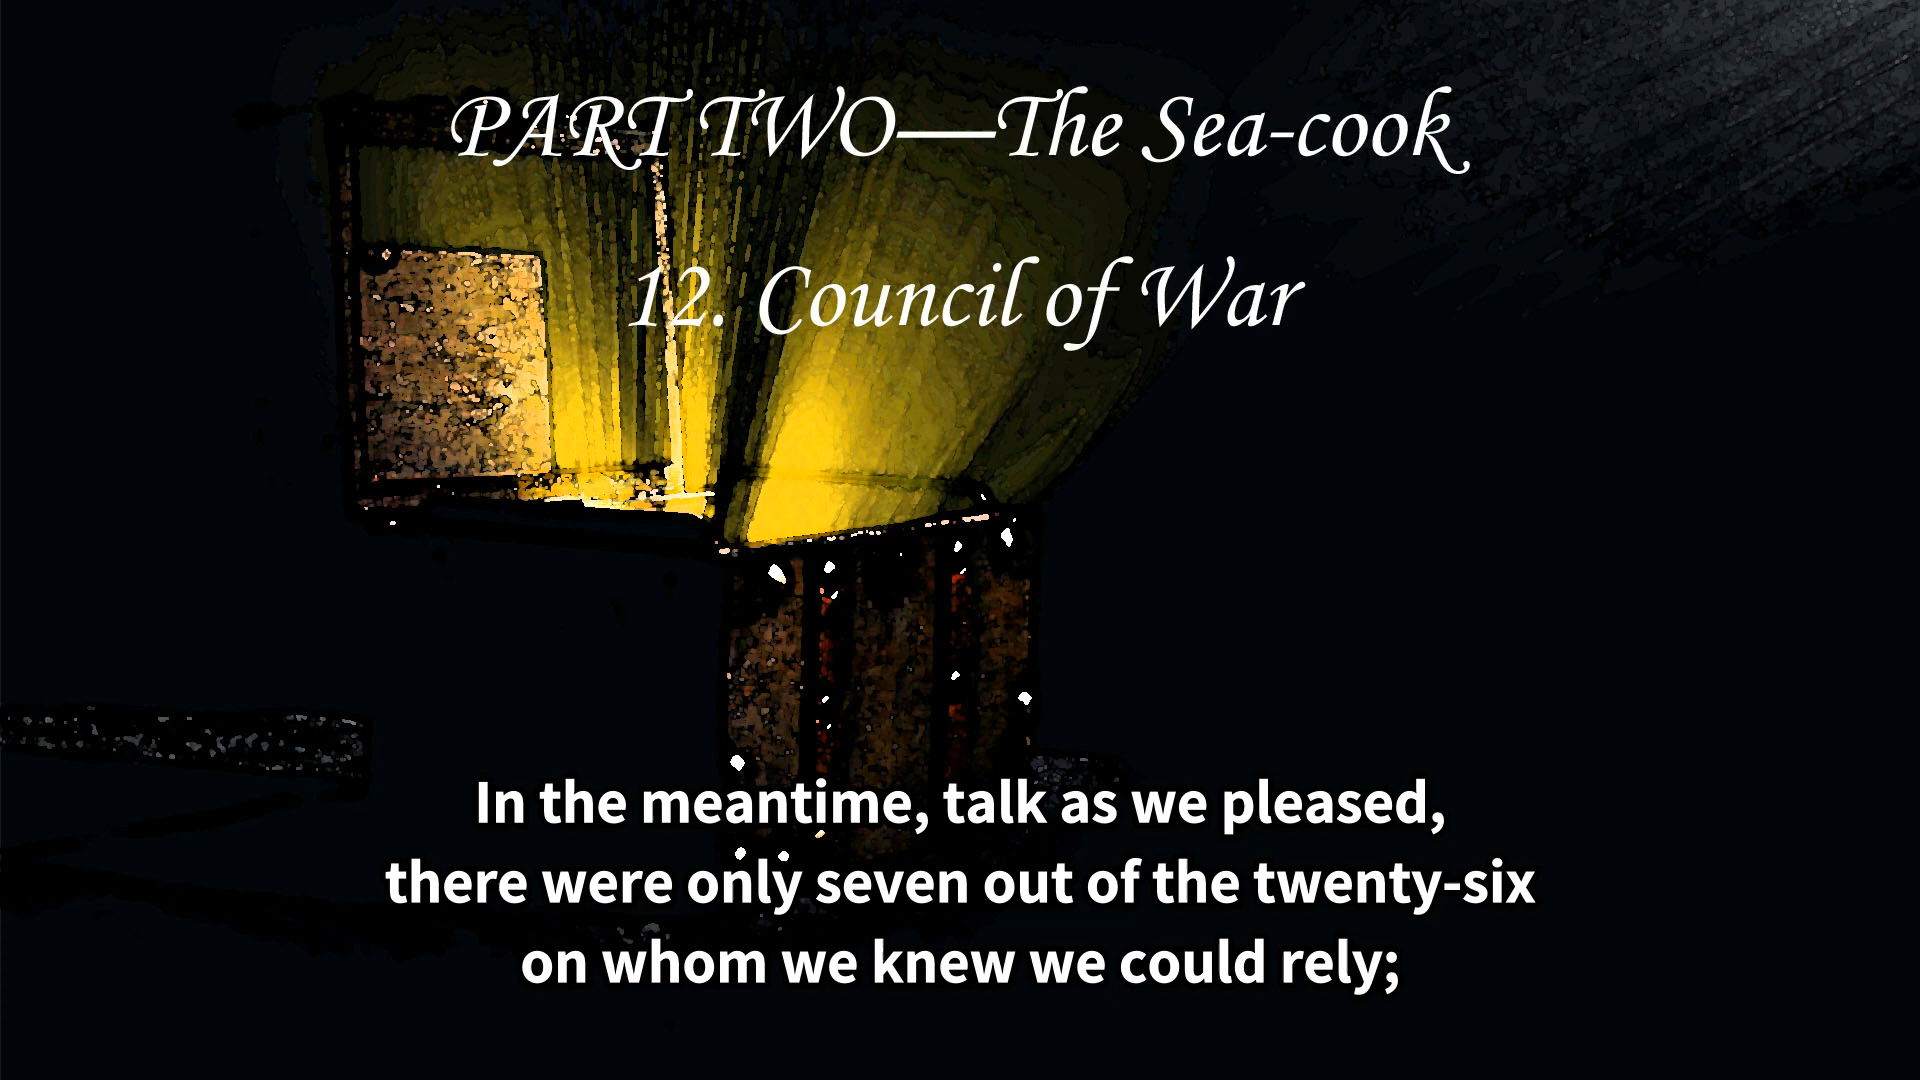 PART TWO—The Sea-cook
12. Council of War
In the meantime, talk as we pleased,
there were only seven out of the twenty-six
on whom we knew we could rely;